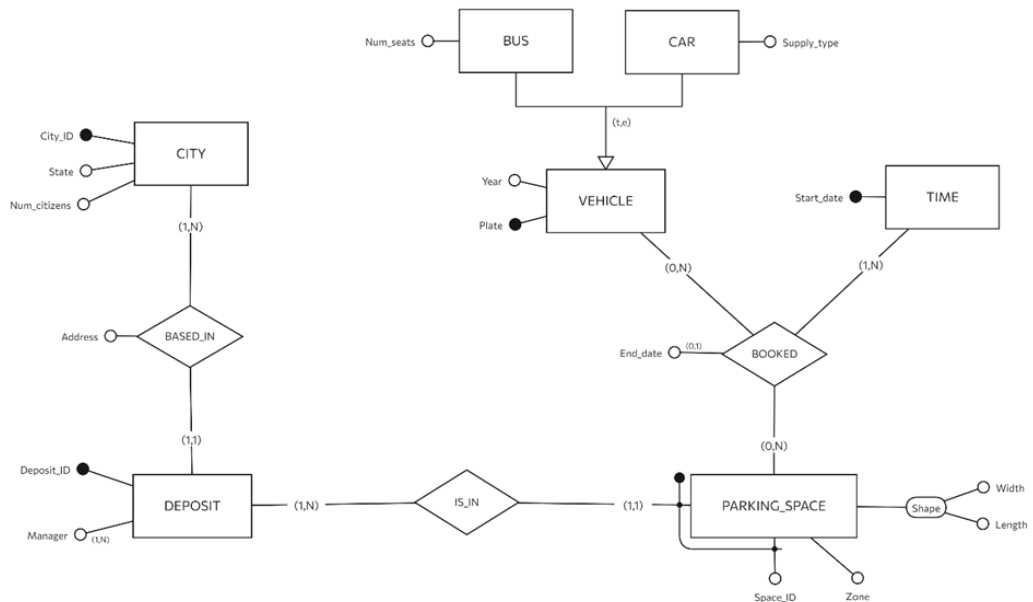 BUS
CAR
Num_seats
Supply_type
(t,e)
City_ID
CITY
State
Num_citizens
Year
VEHICLE
Plate
Start_date
TIME
(1,N)
(0,N)
(1,N)
Address
BASED_IN
End_date
(0,1)
BOOKED
(1,1)
(0,N)
Deposit_ID
DEPOSIT
Manager
(1,N)
(1,N)
IS_IN
(1,1)
PARKING_SPACE
Shape
Width
Length
Space_ID
Zone